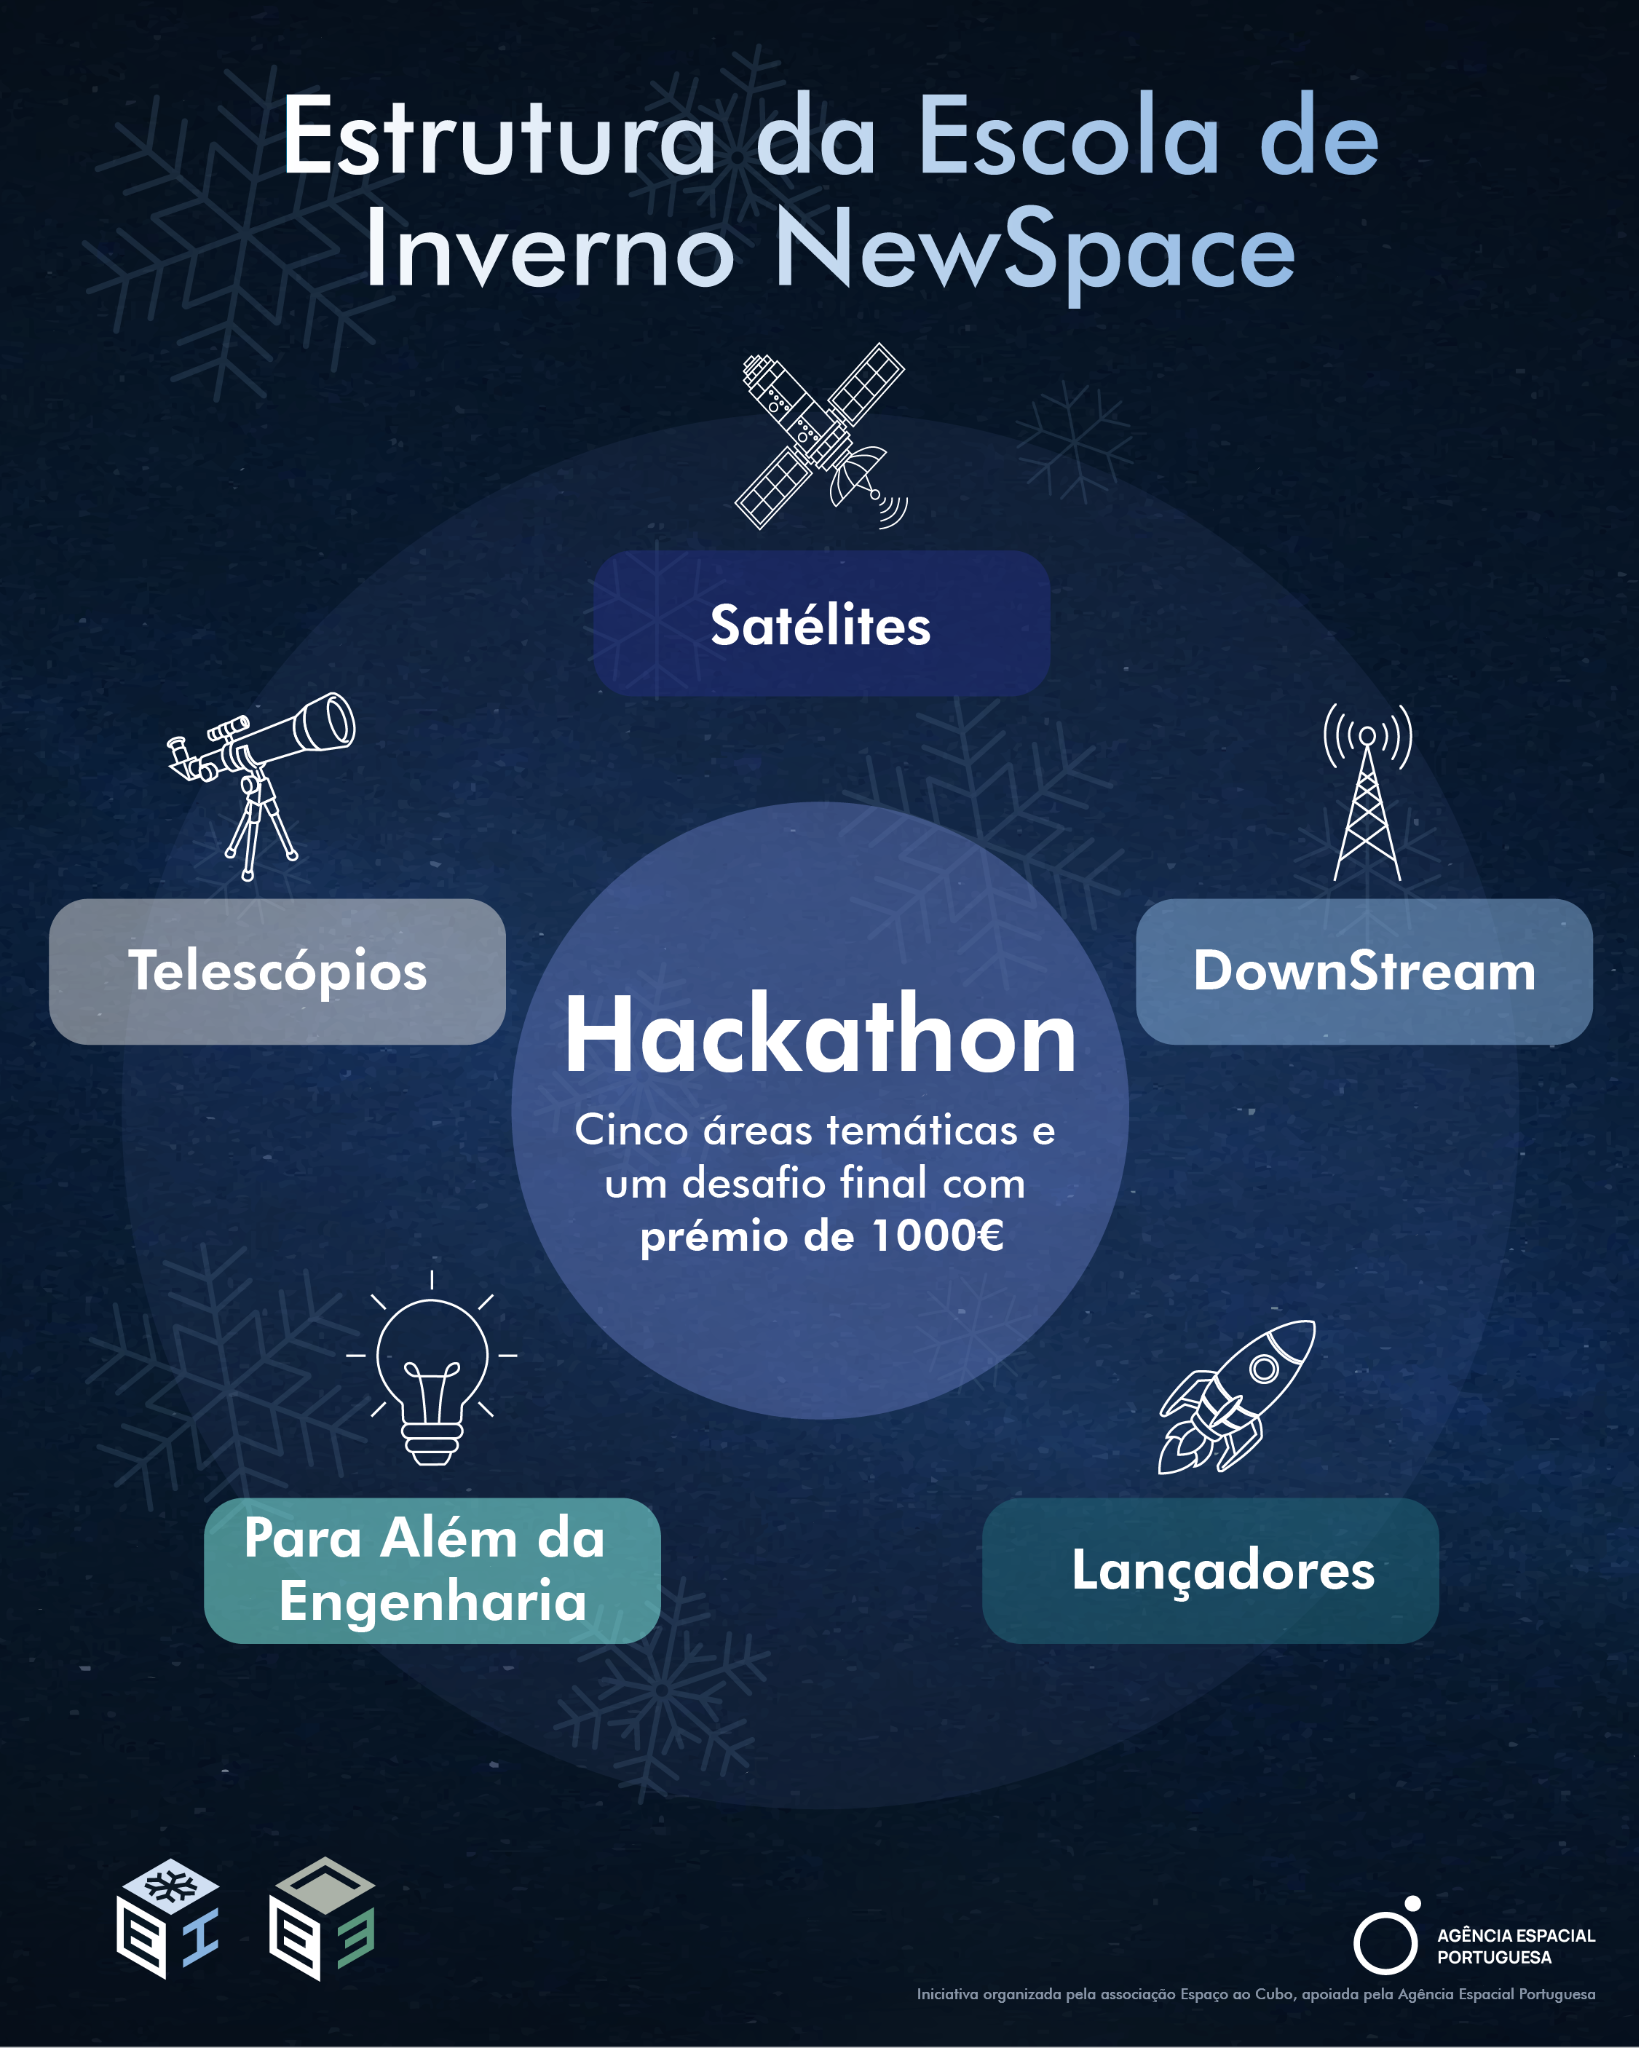 Estrutura da Escola de
Inverno NewSpace
Satélites
Telescópios
DownStream
Hackathon
Cinco áreas temáticas e
um desafio final com
prémio de 1000€
Para Além da
Engenharia
Lançadores
EI
E3
AGÊNCIA ESPACIAL
PORTUGUESA
Iniciativa organizada pela associação Espaço ao Cubo, apoiada pela Agência Espacial Portuguesa